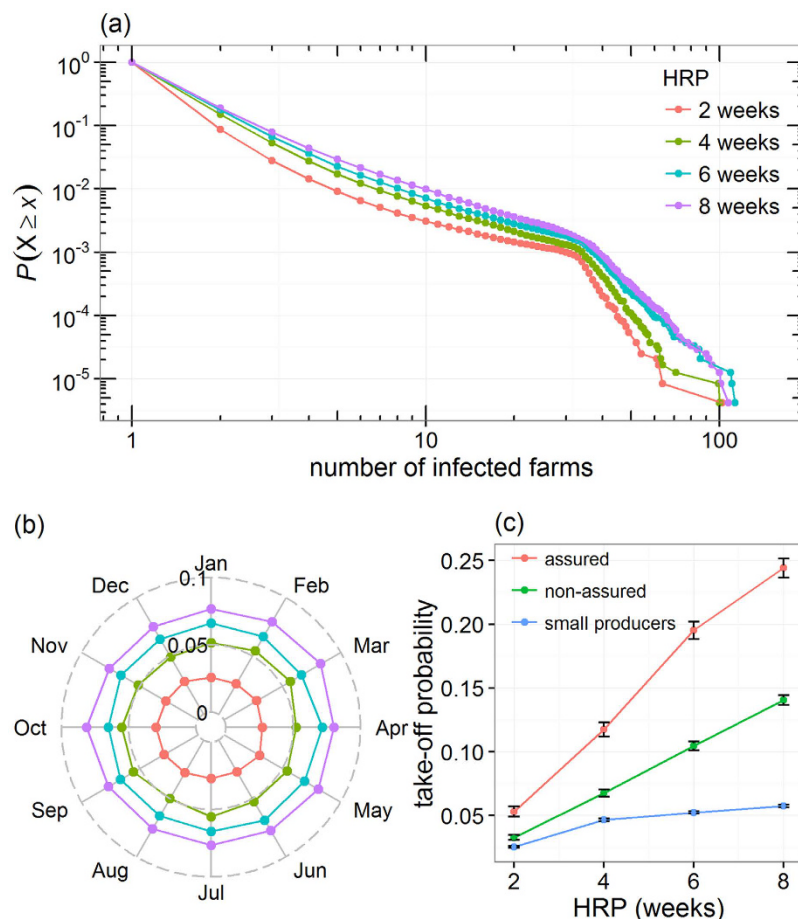 (a)
P(X ≥ x)
10⁰
10⁻¹
10⁻²
10⁻³
10⁻⁴
10⁻⁵
HRP
2 weeks
4 weeks
6 weeks
8 weeks
1
10
100
number of infected farms
(b)
Jan
Feb
Mar
Apr
May
Jun
Jul
Aug
Sep
Oct
Nov
Dec
0.1
0.05
0
(c)
take-off probability
0.25
0.20
0.15
0.10
0.05
assured
non-assured
small producers
2
4
6
8
HRP (weeks)